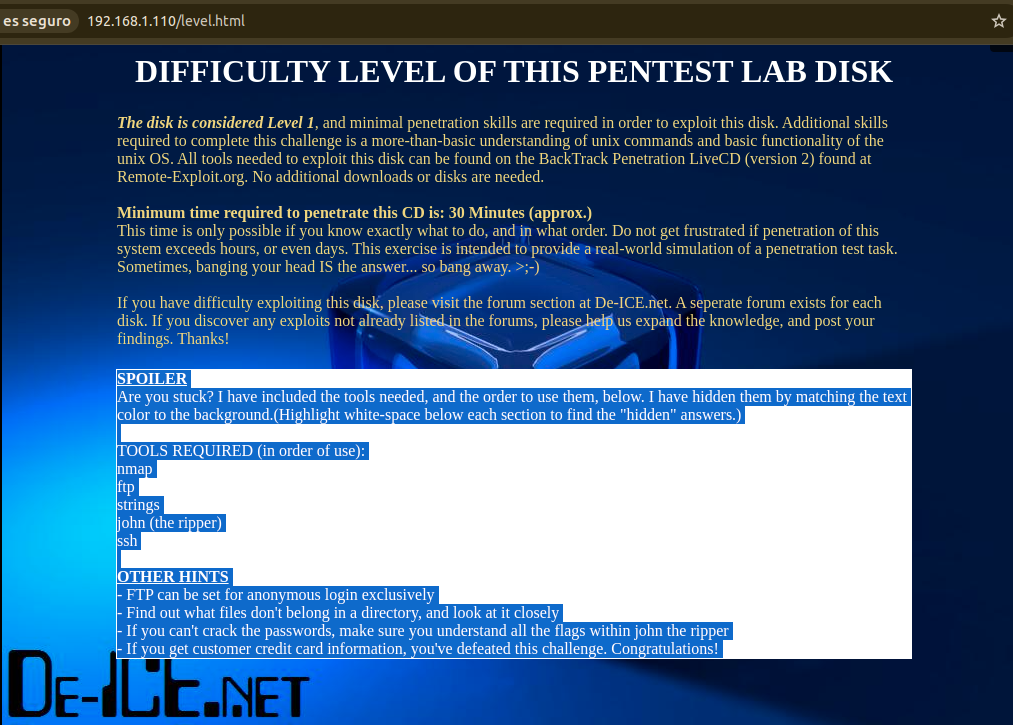 es seguro 192.168.1.110/level.html
DIFFICULTY LEVEL OF THIS PENTEST LAB DISK
The disk is considered Level 1, and minimal penetration skills are required in order to exploit this disk. Additional skills
required to complete this challenge is a more-than-basic understanding of unix commands and basic functionality of the
unix OS. All tools needed to exploit this disk can be found on the BackTrack Penetration LiveCD (version 2) found at
Remote-Exploit.org. No additional downloads or disks are needed.
Minimum time required to penetrate this CD is: 30 Minutes (approx.)
This time is only possible if you know exactly what to do, and in what order. Do not get frustrated if penetration of this
system exceeds hours, or even days. This exercise is intended to provide a real-world simulation of a penetration test task.
Sometimes, banging your head IS the answer... so bang away. >;-)
If you have difficulty exploiting this disk, please visit the forum section at De-ICE.net. A seperate forum exists for each
disk. If you discover any exploits not already listed in the forums, please help us expand the knowledge, and post your
findings. Thanks!
SPOILER
Are you stuck? I have included the tools needed, and the order to use them, below. I have hidden them by matching the text
color to the background.(Highlight white-space below each section to find the "hidden" answers.)
TOOLS REQUIRED (in order of use):
nmap
ftp
strings
john (the ripper)
ssh
OTHER HINTS
- FTP can be set for anonymous login exclusively
- Find out what files don't belong in a directory, and look at it closely
- If you can't crack the passwords, make sure you understand all the flags within john the ripper
- If you get customer credit card information, you've defeated this challenge. Congratulations!
De-ICE.net